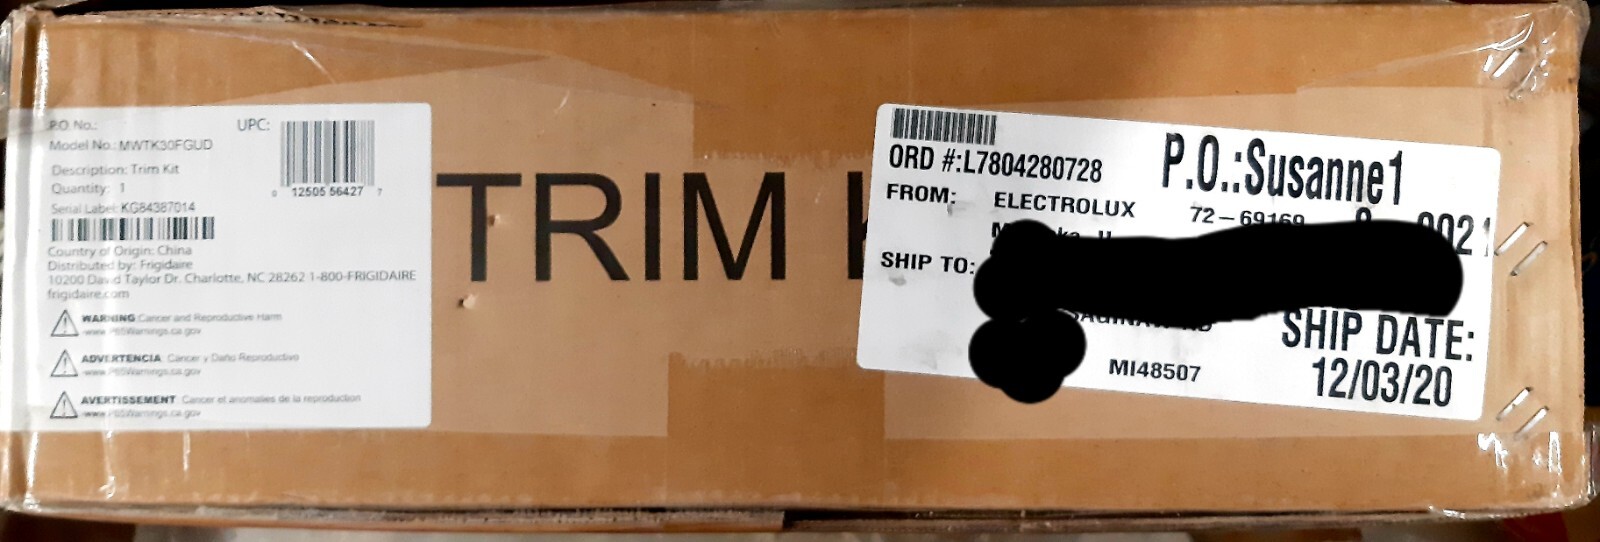 P.O. No.:
UPC:
Model No.: MWTK30FGUD
Description: Trim Kit
Quantity: 1
0 12505 56427 7
Serial Label: KG84387014
Country of Origin: China
Distributed by: Frigidaire
10200 David Taylor Dr. Charlotte, NC 28262 1-800-FRIGIDAIRE
frigidaire.com
WARNING Cancer and Reproductive Harm
www.P65Warnings.ca.gov
ADVERTENCIA Cancer y Daño Reproductivo
www.P65Warnings.ca.gov
AVERTISSEMENT Cancer et anomalies de la reproduction
www.P65Warnings.ca.gov
TRIM
ORD #:L7804280728
P.O.:Susanne1
FROM: ELECTROLUX 72-69169
SHIP TO:
SHIP DATE:
MI48507
12/03/20